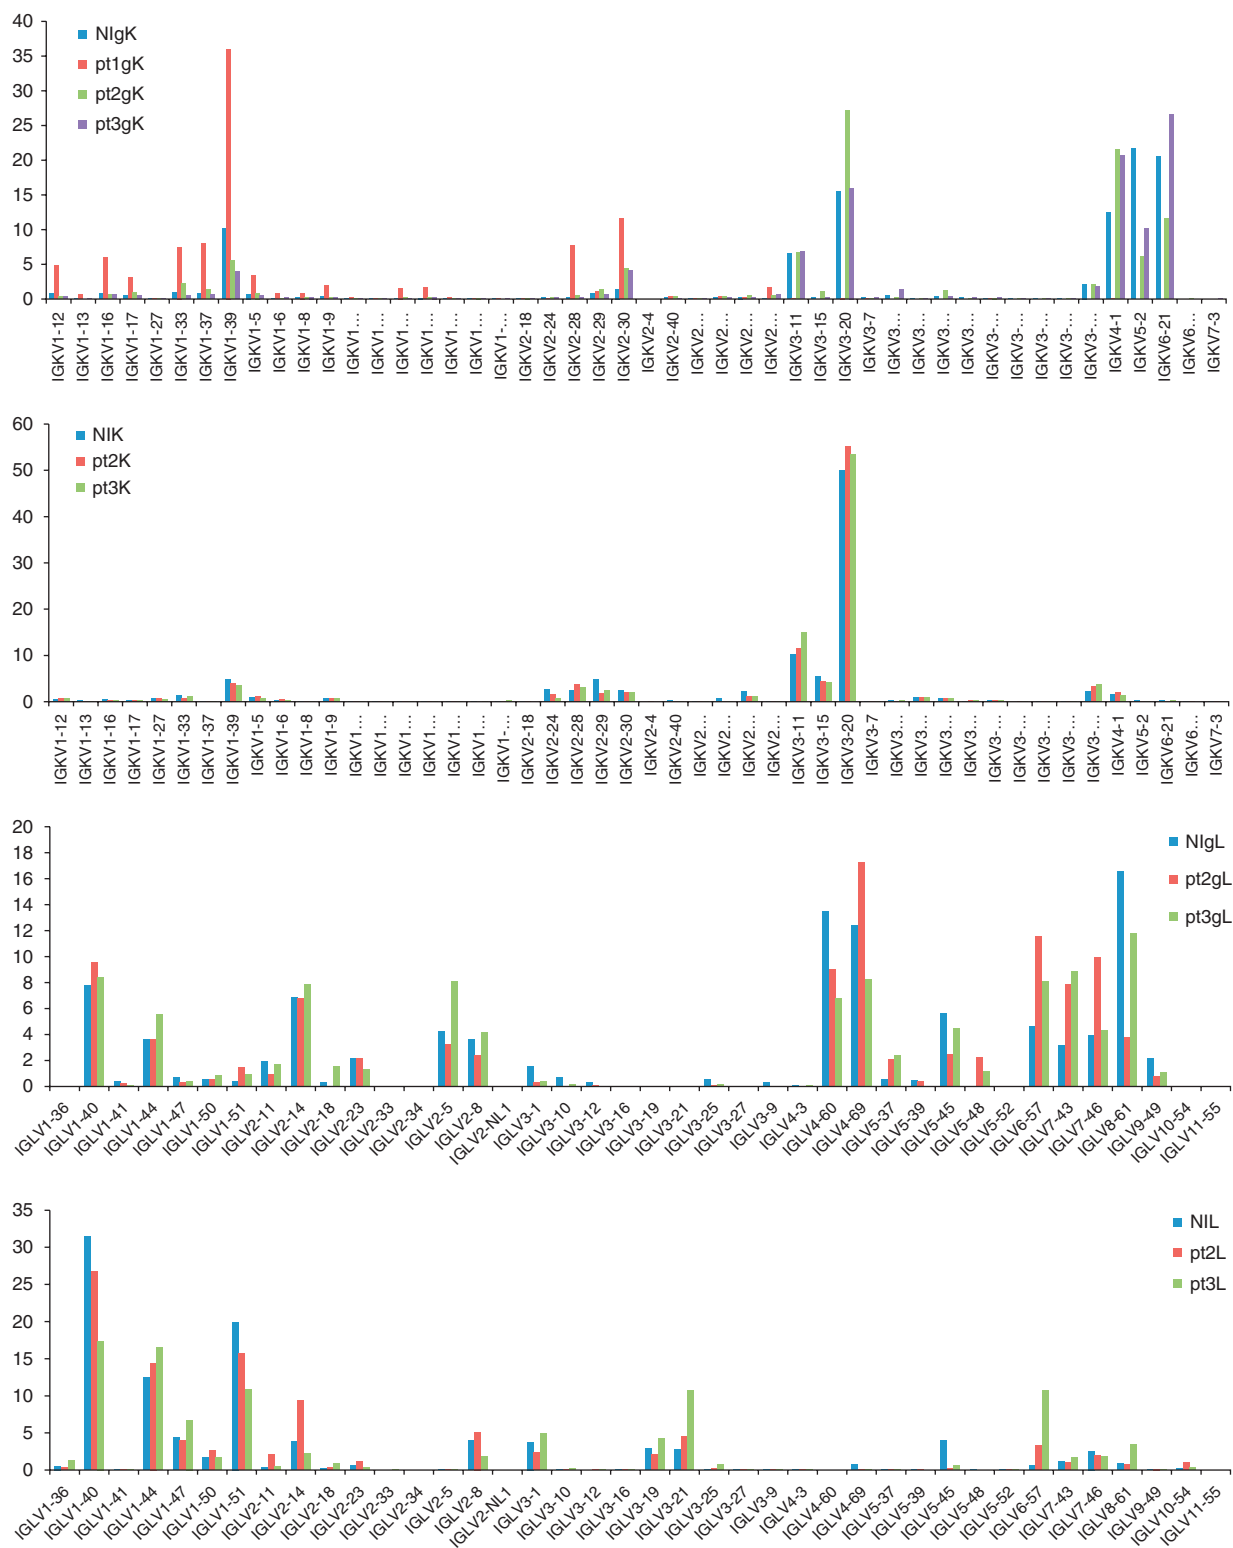 40
35
30
25
20
15
10
5
0
NIgK
pt1gK
pt2gK
pt3gK
IGKV1-12
IGKV1-13
IGKV1-16
IGKV1-17
IGKV1-27
IGKV1-33
IGKV1-37
IGKV1-39
IGKV1-5
IGKV1-6
IGKV1-8
IGKV1-9
IGKV1…
IGKV1…
IGKV1…
IGKV1…
IGKV1…
IGKV1…
IGKV1-…
IGKV2-18
IGKV2-24
IGKV2-28
IGKV2-29
IGKV2-30
IGKV2-4
IGKV2-40
IGKV2…
IGKV2…
IGKV2…
IGKV2…
IGKV3-11
IGKV3-15
IGKV3-20
IGKV3-7
IGKV3…
IGKV3…
IGKV3…
IGKV3…
IGKV3-…
IGKV3-…
IGKV3-…
IGKV3-…
IGKV3-…
IGKV4-1
IGKV5-2
IGKV6-21
IGKV6…
IGKV7-3
60
50
40
30
20
10
0
NIK
pt2K
pt3K
IGKV1-12
IGKV1-13
IGKV1-16
IGKV1-17
IGKV1-27
IGKV1-33
IGKV1-37
IGKV1-39
IGKV1-5
IGKV1-6
IGKV1-8
IGKV1-9
IGKV1…
IGKV1…
IGKV1…
IGKV1…
IGKV1…
IGKV1…
IGKV1-…
IGKV2-18
IGKV2-24
IGKV2-28
IGKV2-29
IGKV2-30
IGKV2-4
IGKV2-40
IGKV2…
IGKV2…
IGKV2…
IGKV2…
IGKV3-11
IGKV3-15
IGKV3-20
IGKV3-7
IGKV3…
IGKV3…
IGKV3…
IGKV3…
IGKV3-…
IGKV3-…
IGKV3-…
IGKV3-…
IGKV3-…
IGKV4-1
IGKV5-2
IGKV6-21
IGKV6…
IGKV7-3
20
18
16
14
12
10
8
6
4
2
0
NIgL
pt2gL
pt3gL
IGLV1-36
IGLV1-40
IGLV1-41
IGLV1-44
IGLV1-47
IGLV1-50
IGLV1-51
IGLV2-11
IGLV2-14
IGLV2-18
IGLV2-23
IGLV2-33
IGLV2-34
IGLV2-5
IGLV2-8
IGLV2-NL1
IGLV3-1
IGLV3-10
IGLV3-12
IGLV3-16
IGLV3-19
IGLV3-21
IGLV3-25
IGLV3-27
IGLV3-9
IGLV4-3
IGLV4-60
IGLV4-69
IGLV5-37
IGLV5-39
IGLV5-45
IGLV5-48
IGLV5-52
IGLV6-57
IGLV7-43
IGLV7-46
IGLV8-61
IGLV9-49
IGLV10-54
IGLV11-55
35
30
25
20
15
10
5
0
NIL
pt2L
pt3L
IGLV1-36
IGLV1-40
IGLV1-41
IGLV1-44
IGLV1-47
IGLV1-50
IGLV1-51
IGLV2-11
IGLV2-14
IGLV2-18
IGLV2-23
IGLV2-33
IGLV2-34
IGLV2-5
IGLV2-8
IGLV2-NL1
IGLV3-1
IGLV3-10
IGLV3-12
IGLV3-16
IGLV3-19
IGLV3-21
IGLV3-25
IGLV3-27
IGLV3-9
IGLV4-3
IGLV4-60
IGLV4-69
IGLV5-37
IGLV5-39
IGLV5-45
IGLV5-48
IGLV5-52
IGLV6-57
IGLV7-43
IGLV7-46
IGLV8-61
IGLV9-49
IGLV10-54
IGLV11-55